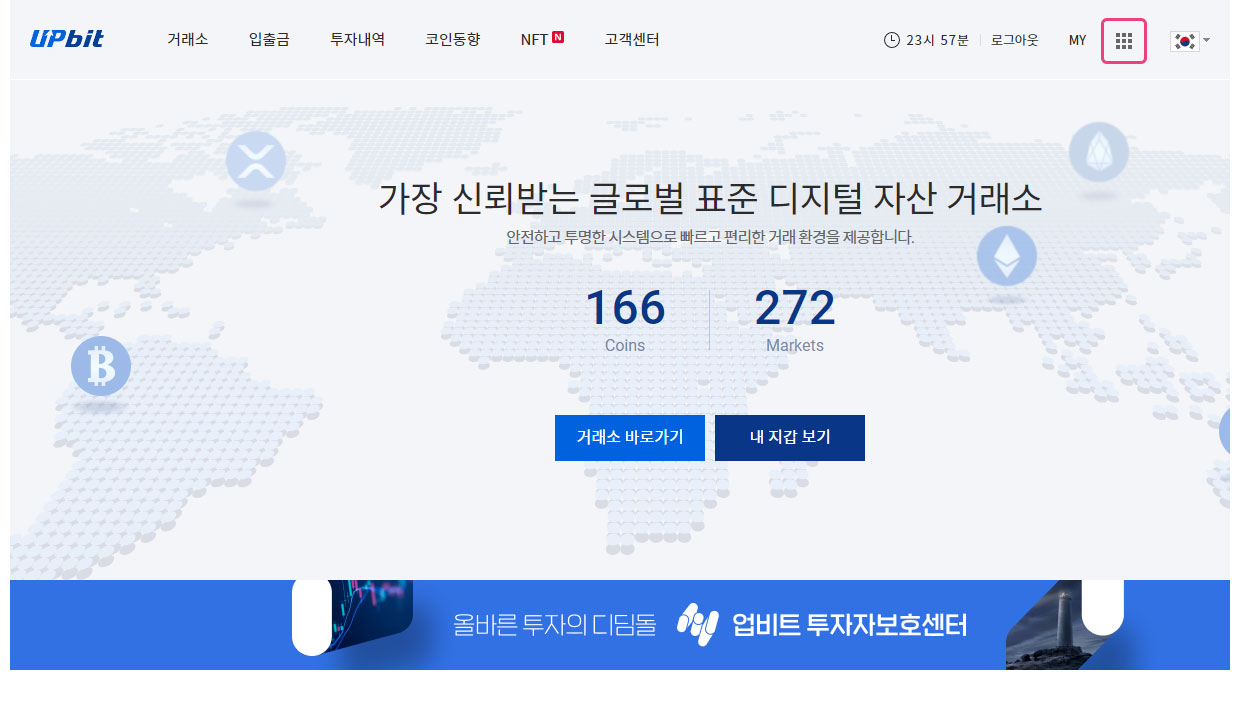 UPbit 거래소 입출금 투자내역 코인동향 NFT N 고객센터 23시 57분 로그아웃 MY
가장 신뢰받는 글로벌 표준 디지털 자산 거래소
안전하고 투명한 시스템으로 빠르고 편리한 거래 환경을 제공합니다.
166 272
Coins Markets
거래소 바로가기 내 지갑 보기
올바른 투자의 디딤돌 업비트 투자자보호센터